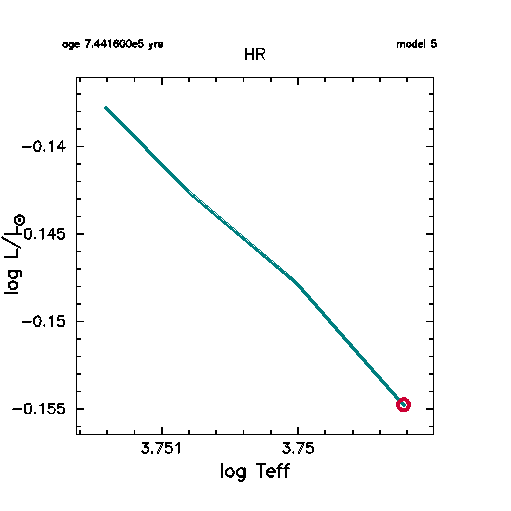 age 7.441600e5 yrs
model 5
HR
log L/L⊙
-0.14
-0.145
-0.15
-0.155
3.751
3.75
log Teff